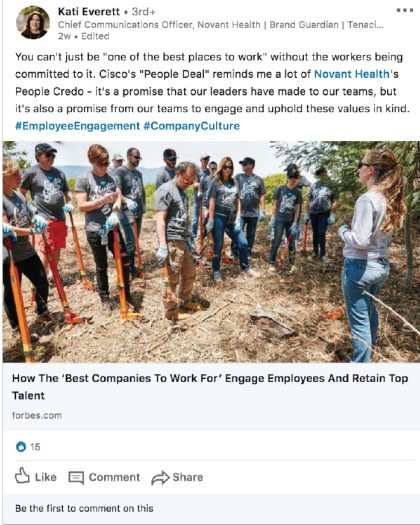 Kati Everett • 3rd+
Chief Communications Officer, Novant Health | Brand Guardian | Tenaci...
2w • Edited
You can't just be "one of the best places to work" without the workers being
committed to it. Cisco's "People Deal" reminds me a lot of Novant Health's
People Credo - it's a promise that our leaders have made to our teams, but
it's also a promise from our teams to engage and uphold these values in kind.
#EmployeeEngagement #CompanyCulture
How The ‘Best Companies To Work For’ Engage Employees And Retain Top
Talent
forbes.com
15
Like Comment Share
Be the first to comment on this